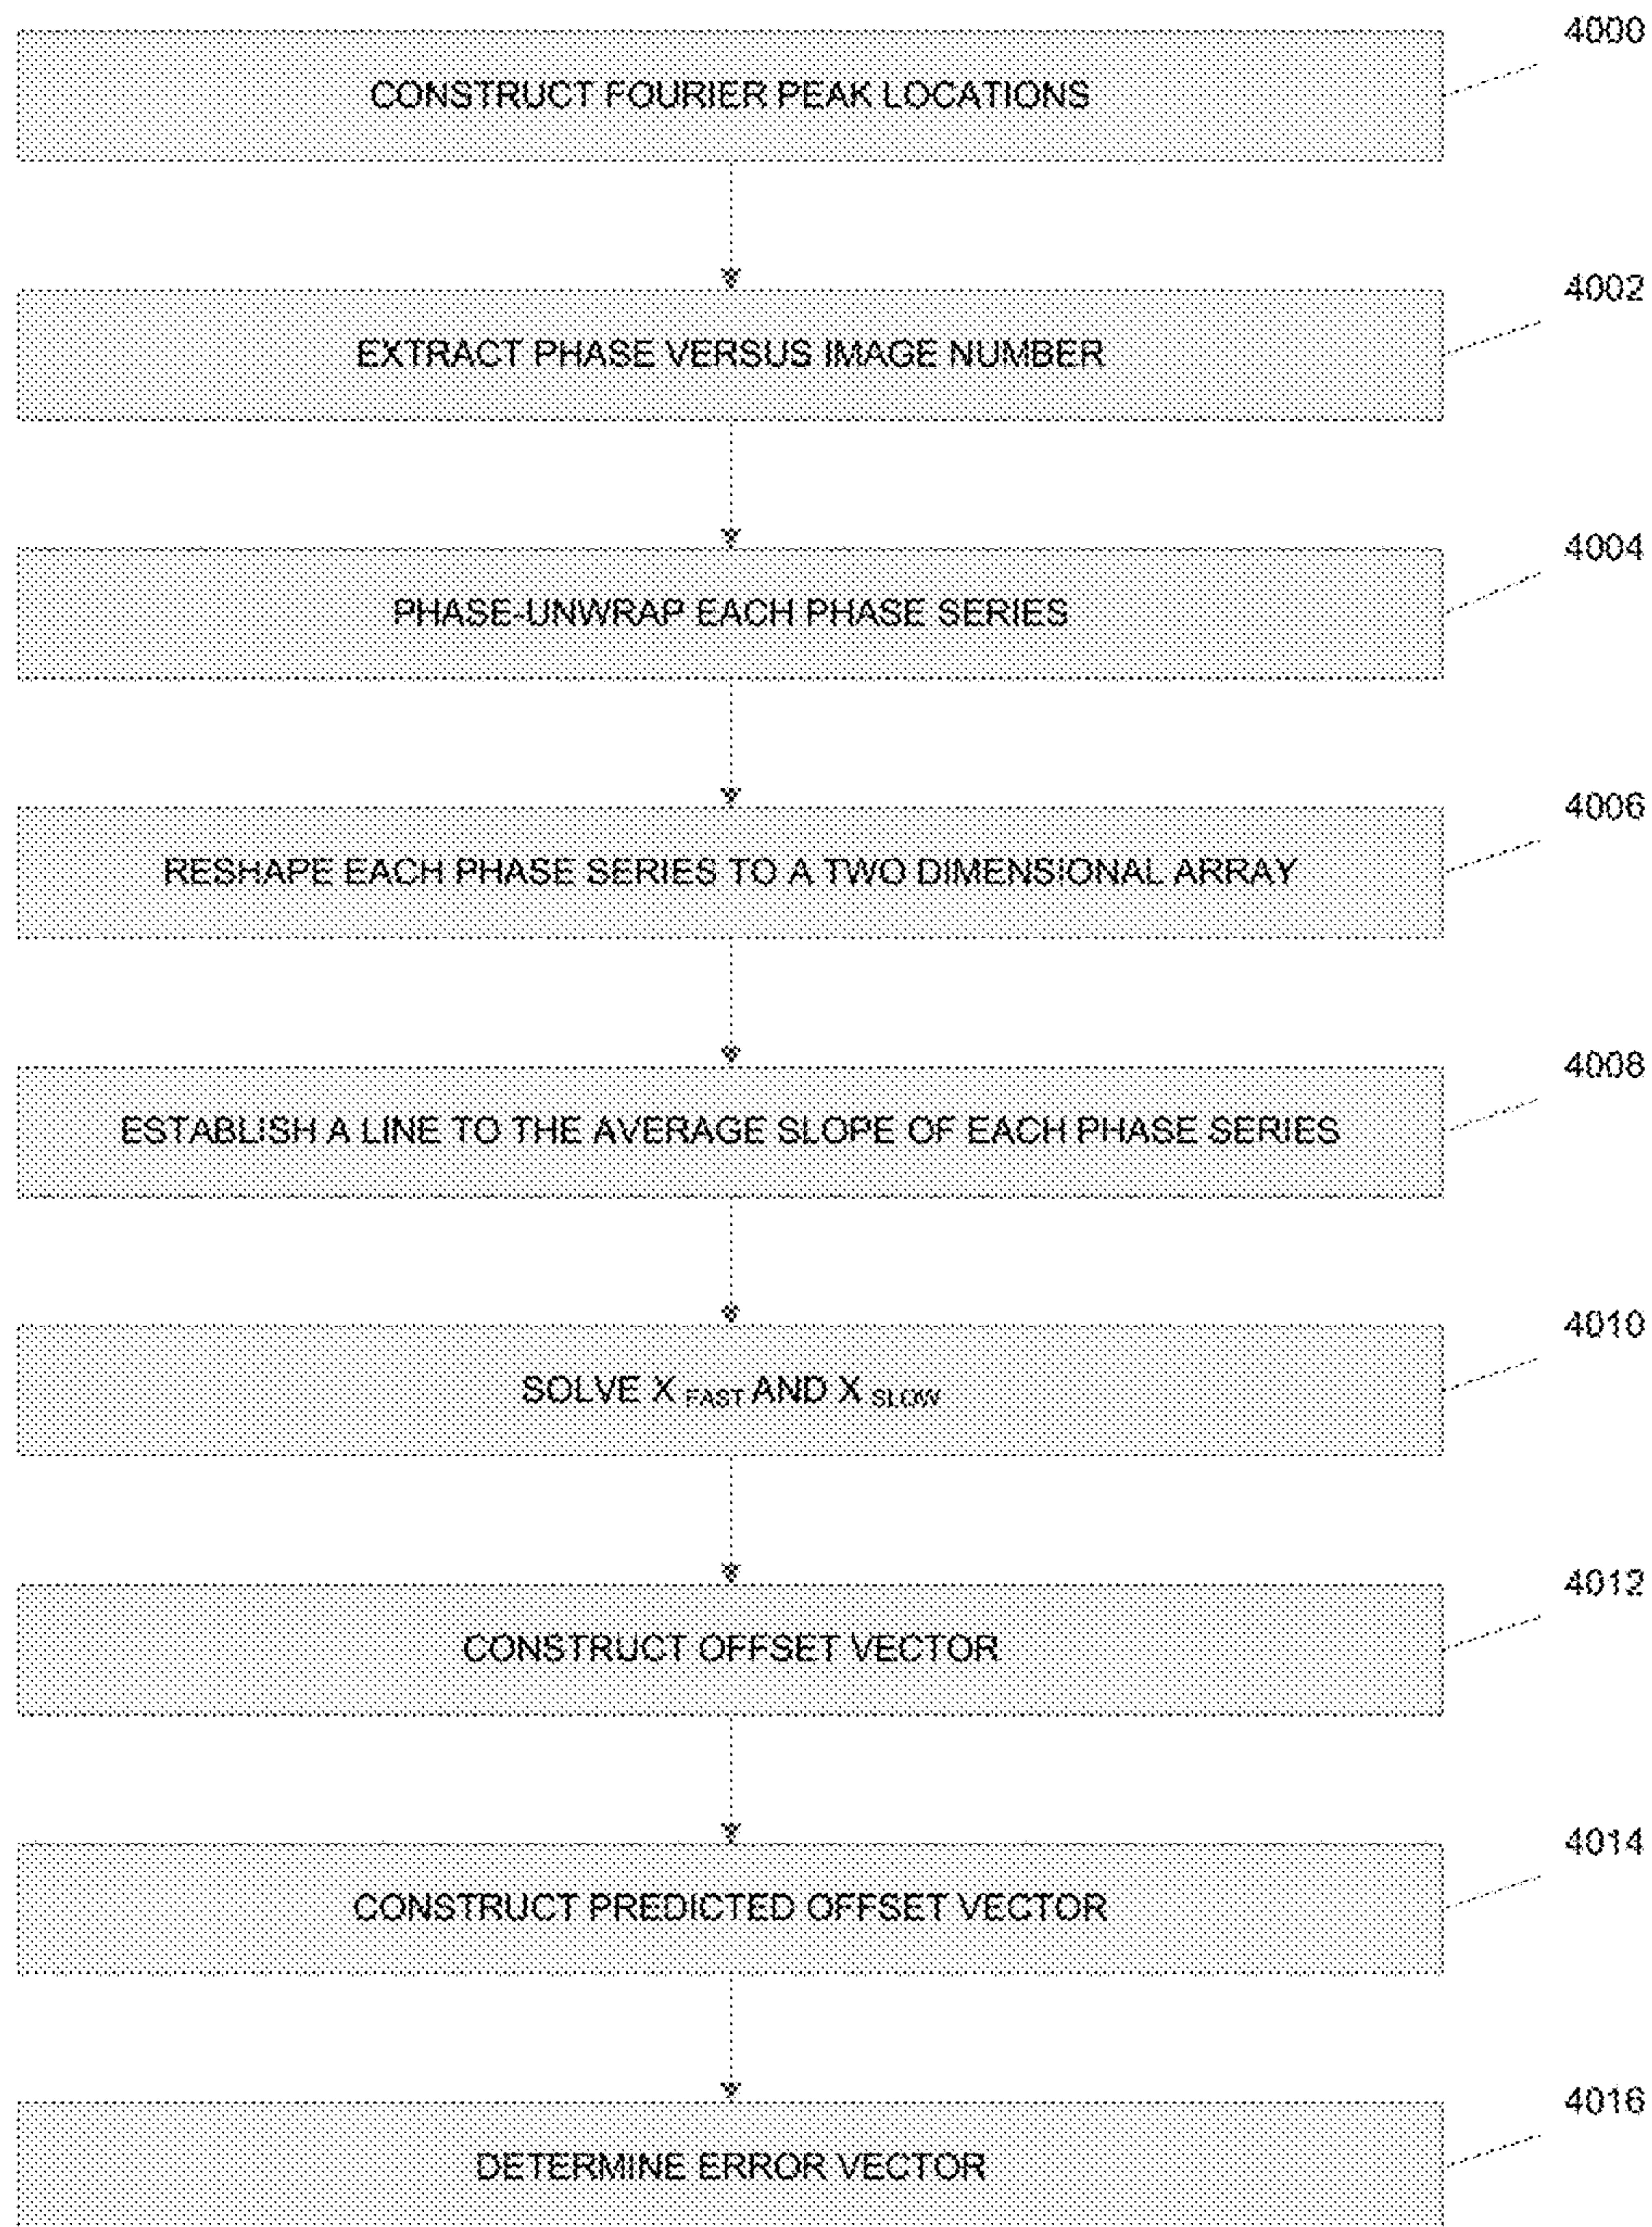 4000
CONSTRUCT FOURIER PEAK LOCATIONS
4002
EXTRACT PHASE VERSUS IMAGE NUMBER
4004
PHASE-UNWRAP EACH PHASE SERIES
4006
RESHAPE EACH PHASE SERIES TO A TWO DIMENSIONAL ARRAY
4008
ESTABLISH A LINE TO THE AVERAGE SLOPE OF EACH PHASE SERIES
4010
SOLVE X FAST AND X SLOW
4012
CONSTRUCT OFFSET VECTOR
4014
CONSTRUCT PREDICTED OFFSET VECTOR
4016
DETERMINE ERROR VECTOR